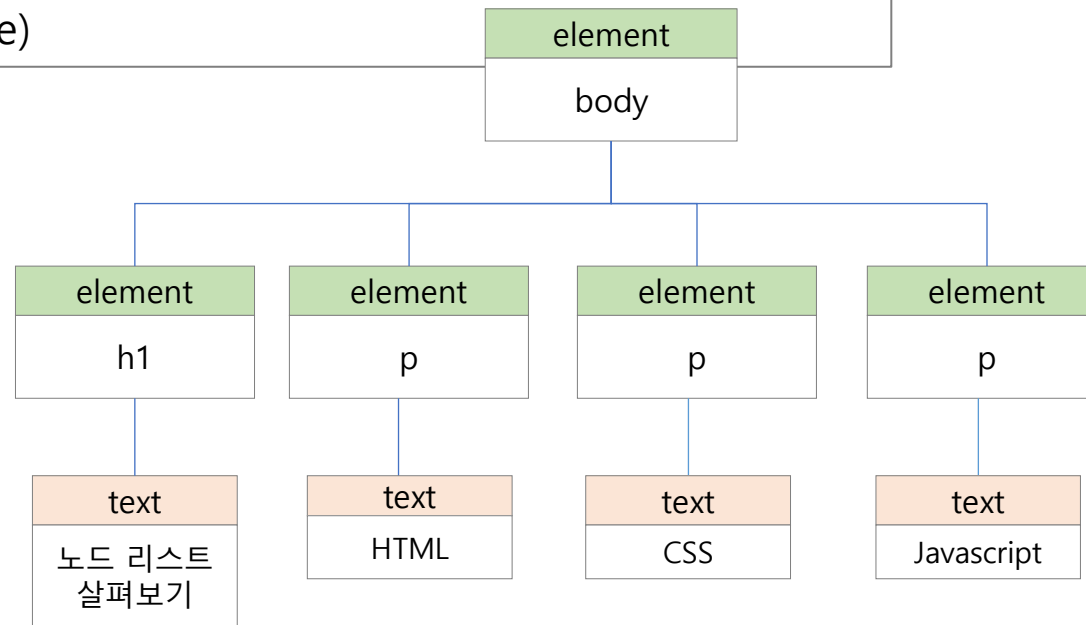 e)
element
body
element
element
element
element
h1
p
p
p
text
text
text
text
노드 리스트
살펴보기
HTML
CSS
Javascript